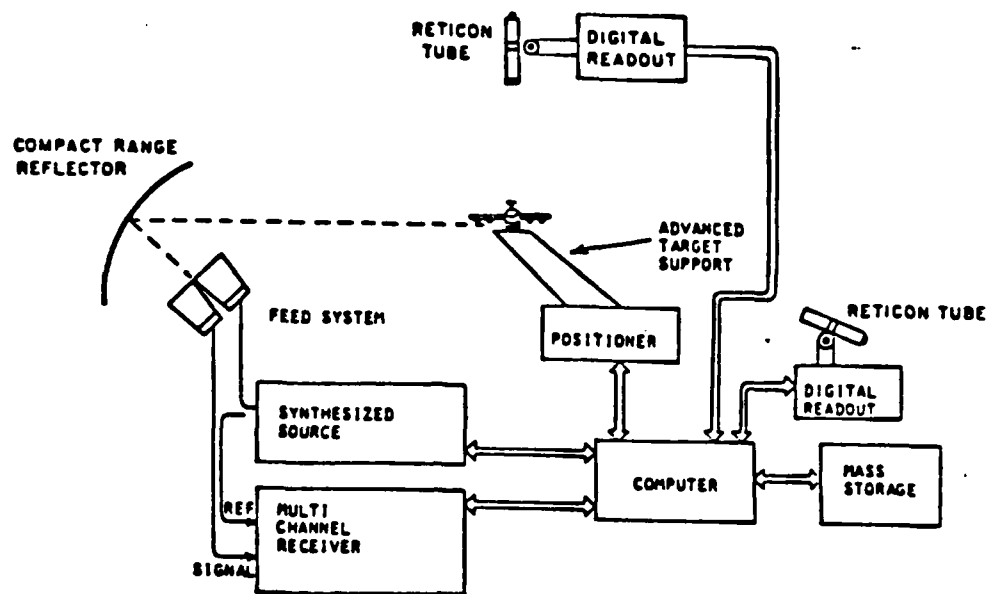 RETICON
TUBE
DIGITAL
READOUT
COMPACT RANGE
REFLECTOR
ADVANCED
TARGET
SUPPORT
FEED SYSTEM
POSITIONER
RETICON TUBE
DIGITAL
READOUT
SYNTHESIZED
SOURCE
COMPUTER
MASS
STORAGE
REF
MULTI
CHANNEL
RECEIVER
SIGNAL